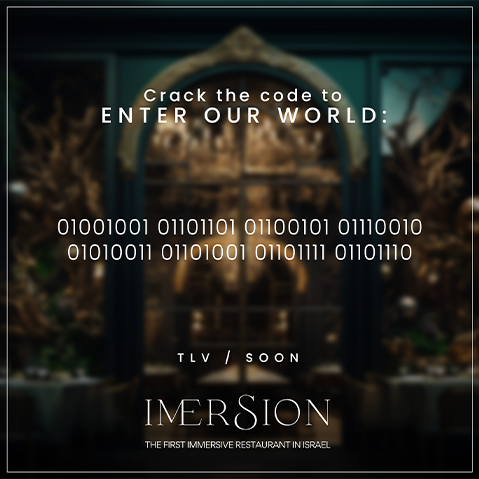 Crack the code to
ENTER OUR WORLD:
01001001 01101101 01100101 01110010
01010011 01101001 01101111 01101110
TLV / SOON
IMERSION
THE FIRST IMMERSIVE RESTAURANT IN ISRAEL